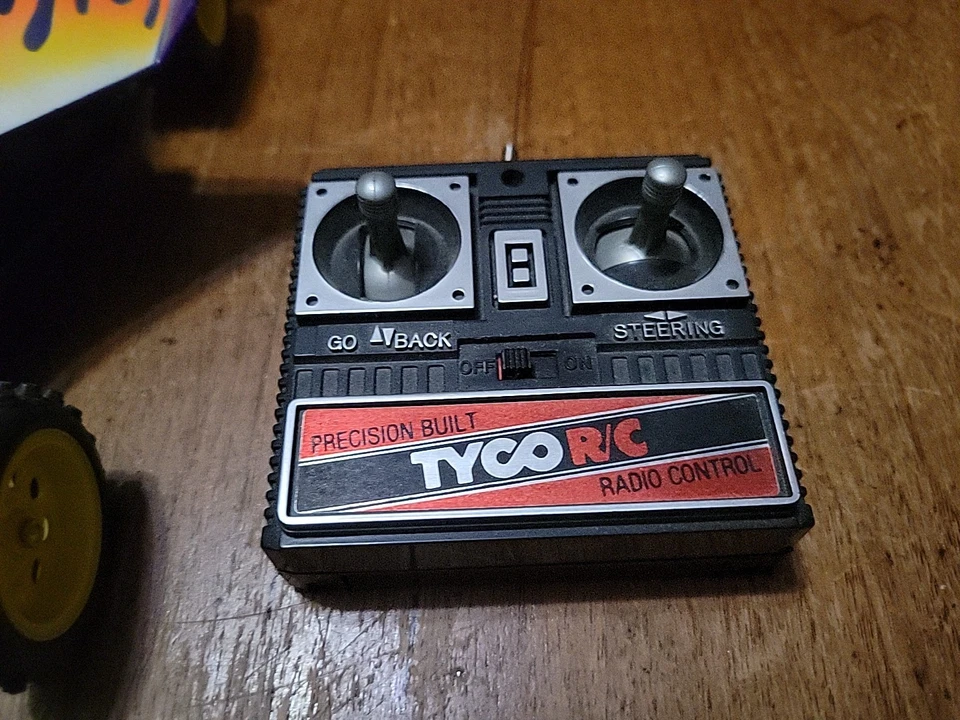 GO BACK
STEERING
OFF ON
PRECISION BUILT
TYCO R/C
RADIO CONTROL